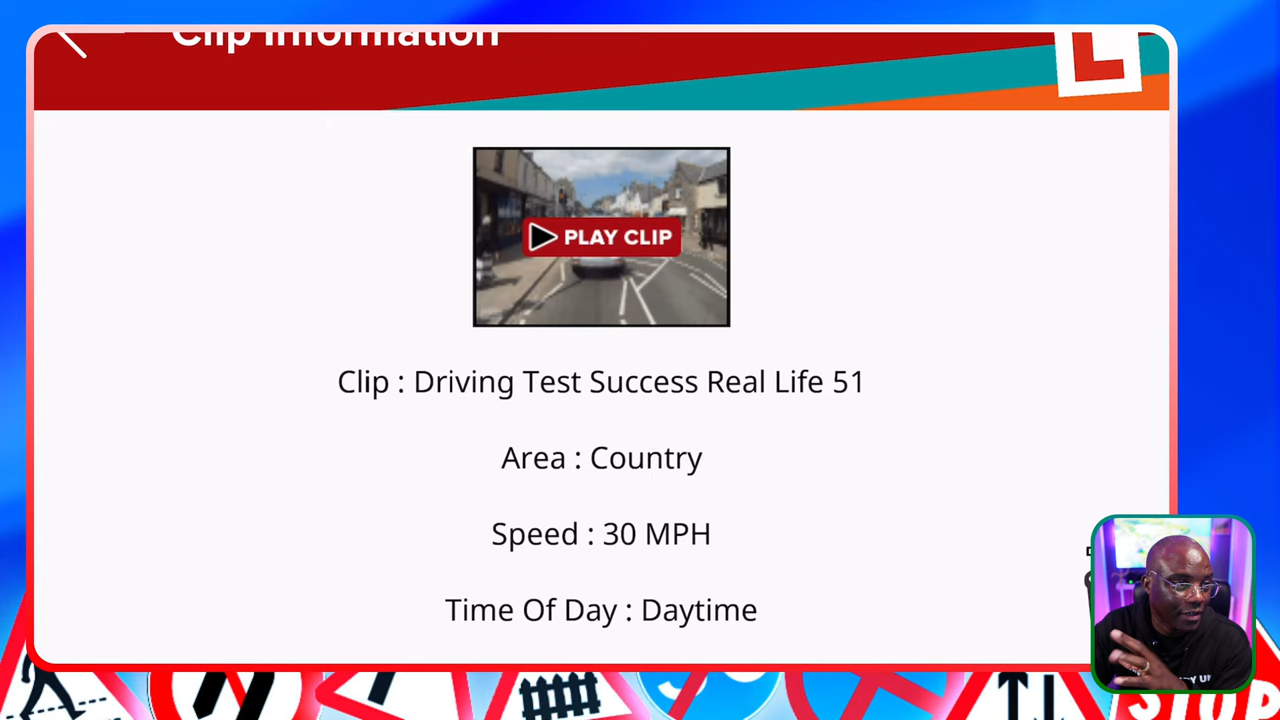 Clip Information
L
PLAY CLIP
Clip : Driving Test Success Real Life 51
Area : Country
Speed : 30 MPH
Time Of Day : Daytime
STOP